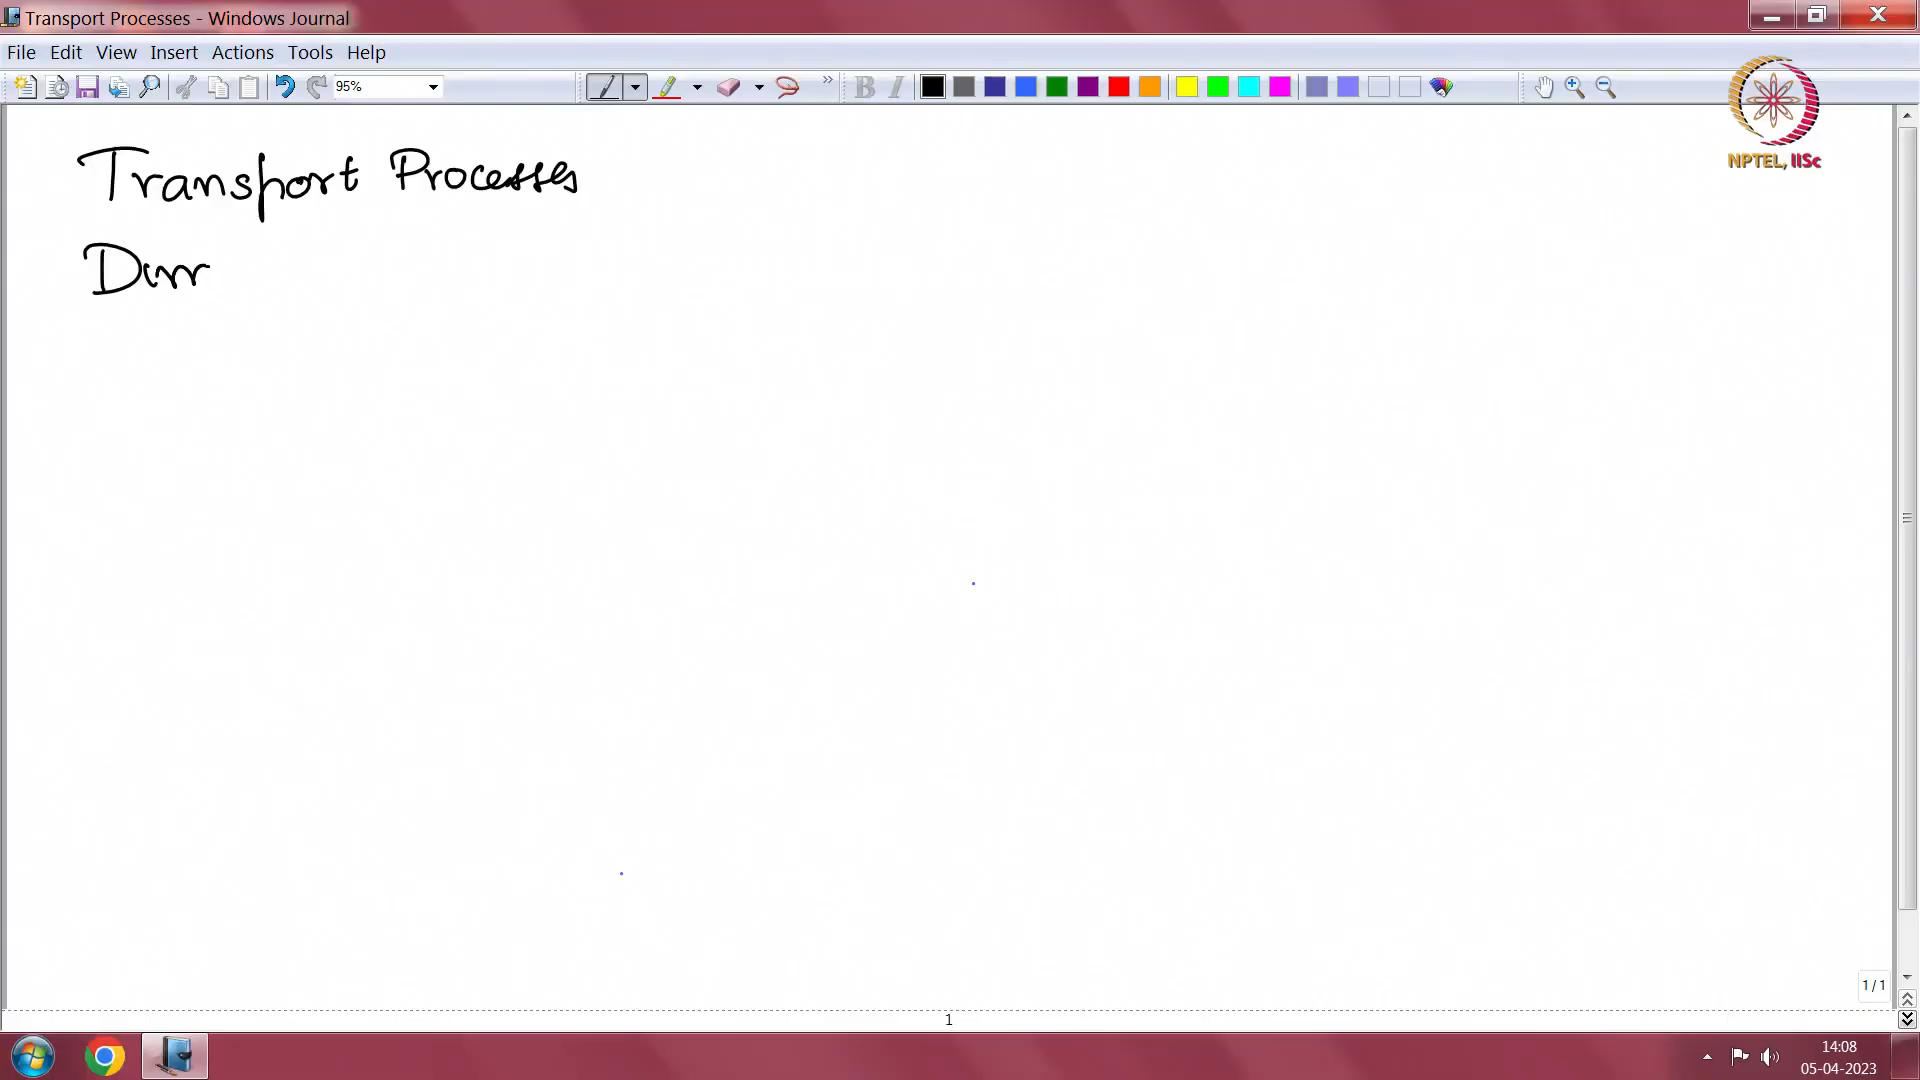 Transport Processes - Windows Journal
File Edit View Insert Actions Tools Help
95%
B I
NPTEL, IISc
Transport Processes
1 / 1
1
14:08
05-04-2023